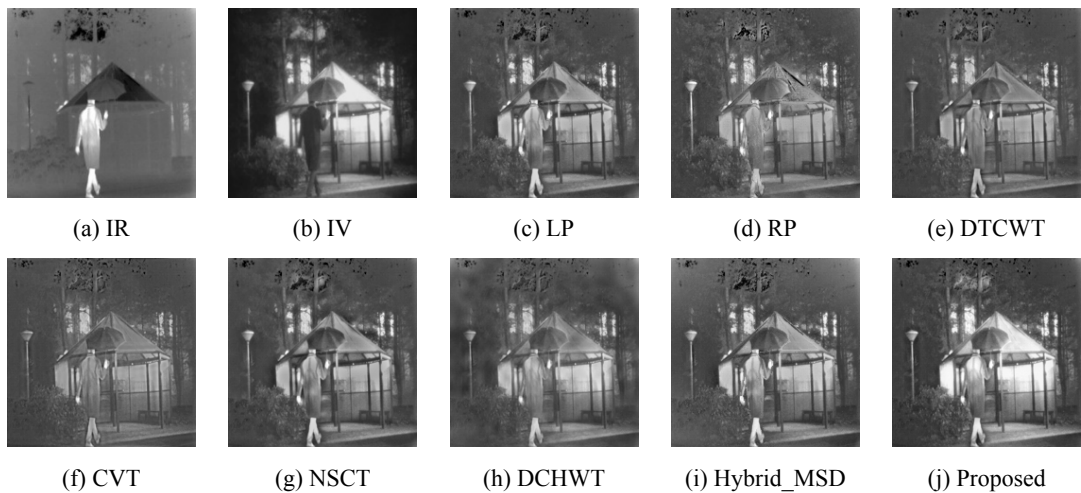 (a) IR
(b) IV
(c) LP
(d) RP
(e) DTCWT
(f) CVT
(g) NSCT
(h) DCHWT
(i) Hybrid_MSD
(j) Proposed